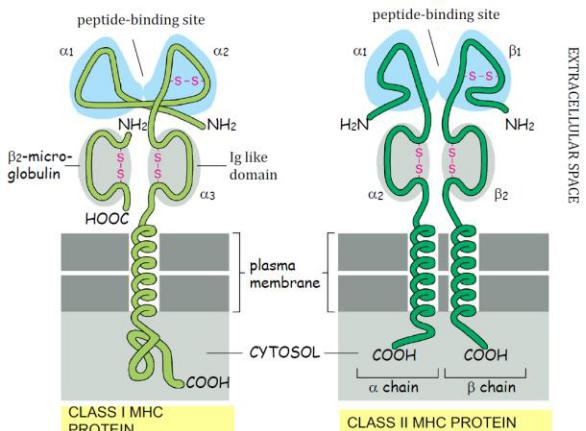 peptide-binding site
α1
α2
S-S
NH2
NH2
β2-micro-
globulin
S
S
S
S
Ig like
domain
α3
HOOC
COOH
CLASS I MHC
PROTEIN
plasma
membrane
CYTOSOL
peptide-binding site
α1
β1
S-S
H2N
NH2
α2
S
S
S
S
β2
COOH
COOH
α chain
β chain
CLASS II MHC PROTEIN
EXTRACELLULAR SPACE